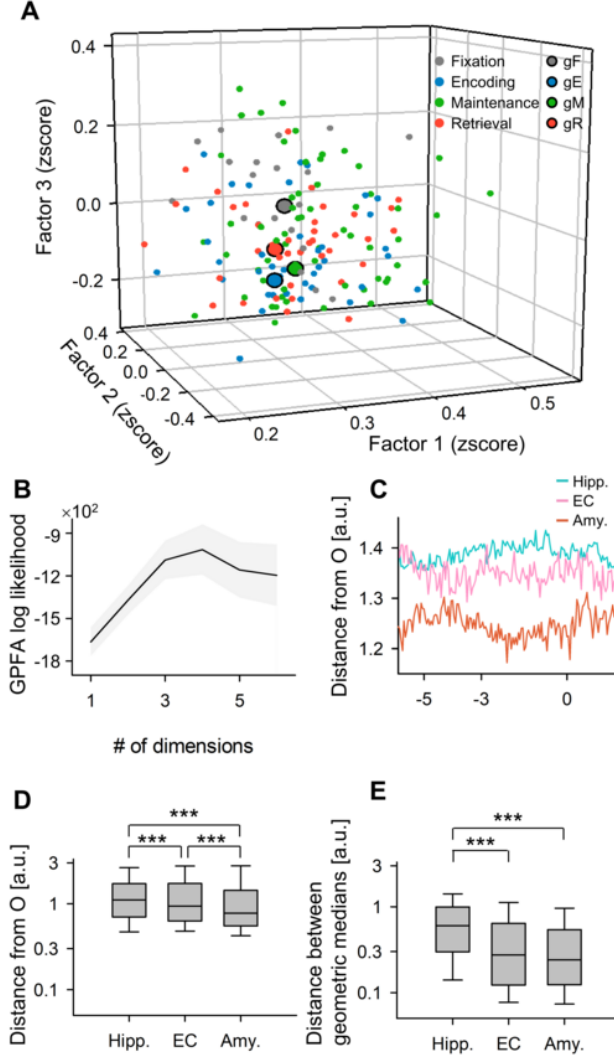 A
Factor 3 (zscore)
0.4
0.2
0.0
-0.2
Fixation
Encoding
Maintenance
Retrieval
gF
gE
gM
gR
0.4
0.2
0.0
-0.2
-0.4
Factor 2 (zscore)
0.2
0.3
0.4
0.5
Factor 1 (zscore)
B
×10²
GPFA log likelihood
-9
-12
-15
-18
1
3
5
# of dimensions
C
Hipp.
EC
Amy.
Distance from O [a.u.]
1.4
1.3
1.2
-5
-3
0
D
Distance from O [a.u.]
3
1
0.3
0.1
***
*** ***
Hipp. EC Amy.
E
Distance between
geometric medians [a.u.]
3
1
0.3
0.1
***
***
Hipp. EC Amy.